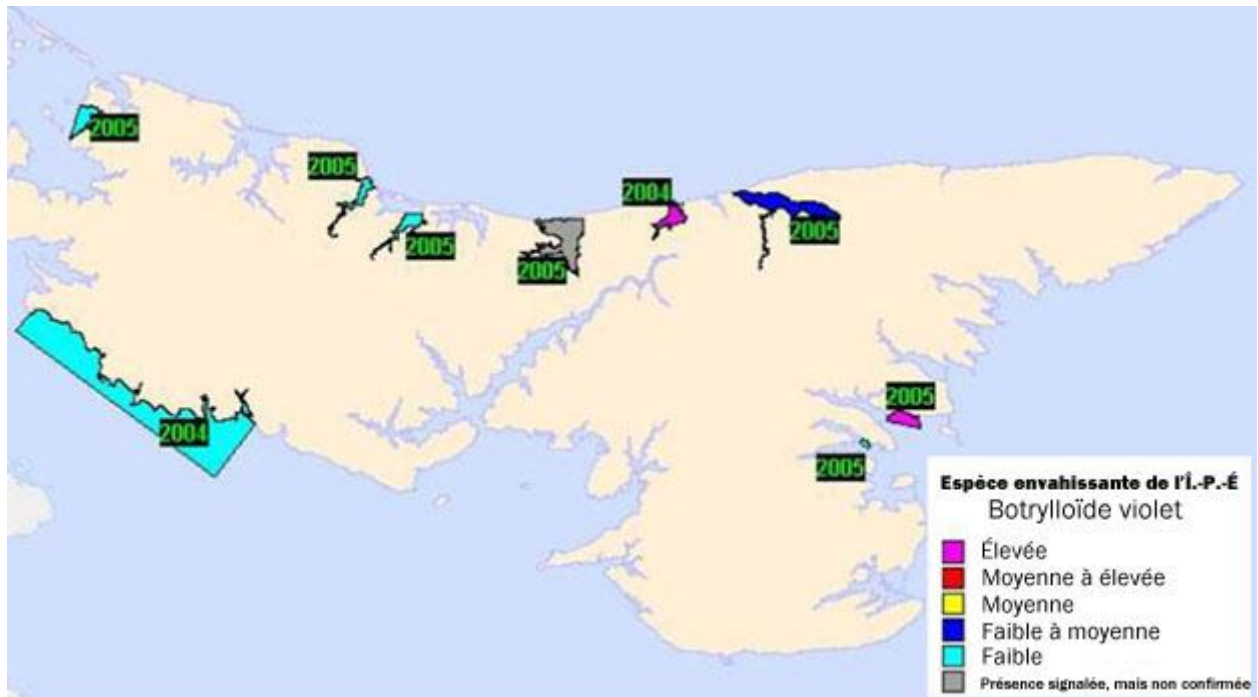 2005
2005
2004
2005
2005
2005
2005
2004
2005
Espèce envahissante de l'Î.-P.-É
Botrylloïde violet
Élevée
Moyenne à élevée
Moyenne
Faible à moyenne
Faible
Présence signalée, mais non confirmée